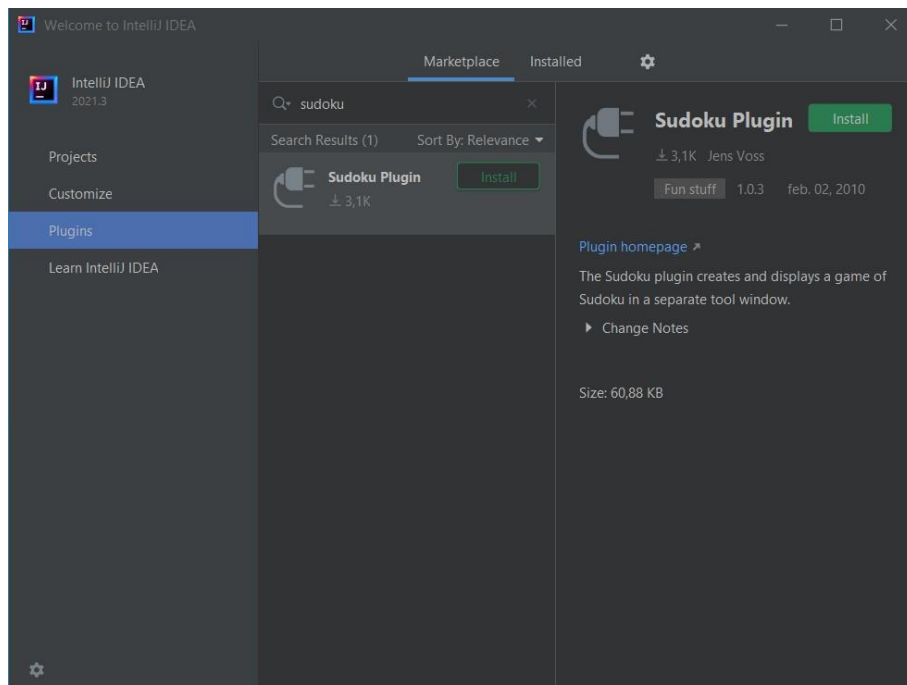 Welcome to IntelliJ IDEA
Marketplace Installed
IJ IntelliJ IDEA
2021.3
Projects
Customize
Plugins
Learn IntelliJ IDEA
sudoku
Search Results (1) Sort By: Relevance
Sudoku Plugin Install
3,1K
Sudoku Plugin Install
3,1K Jens Voss
Fun stuff 1.0.3 feb. 02, 2010
Plugin homepage
The Sudoku plugin creates and displays a game of
Sudoku in a separate tool window.
Change Notes
Size: 60,88 KB